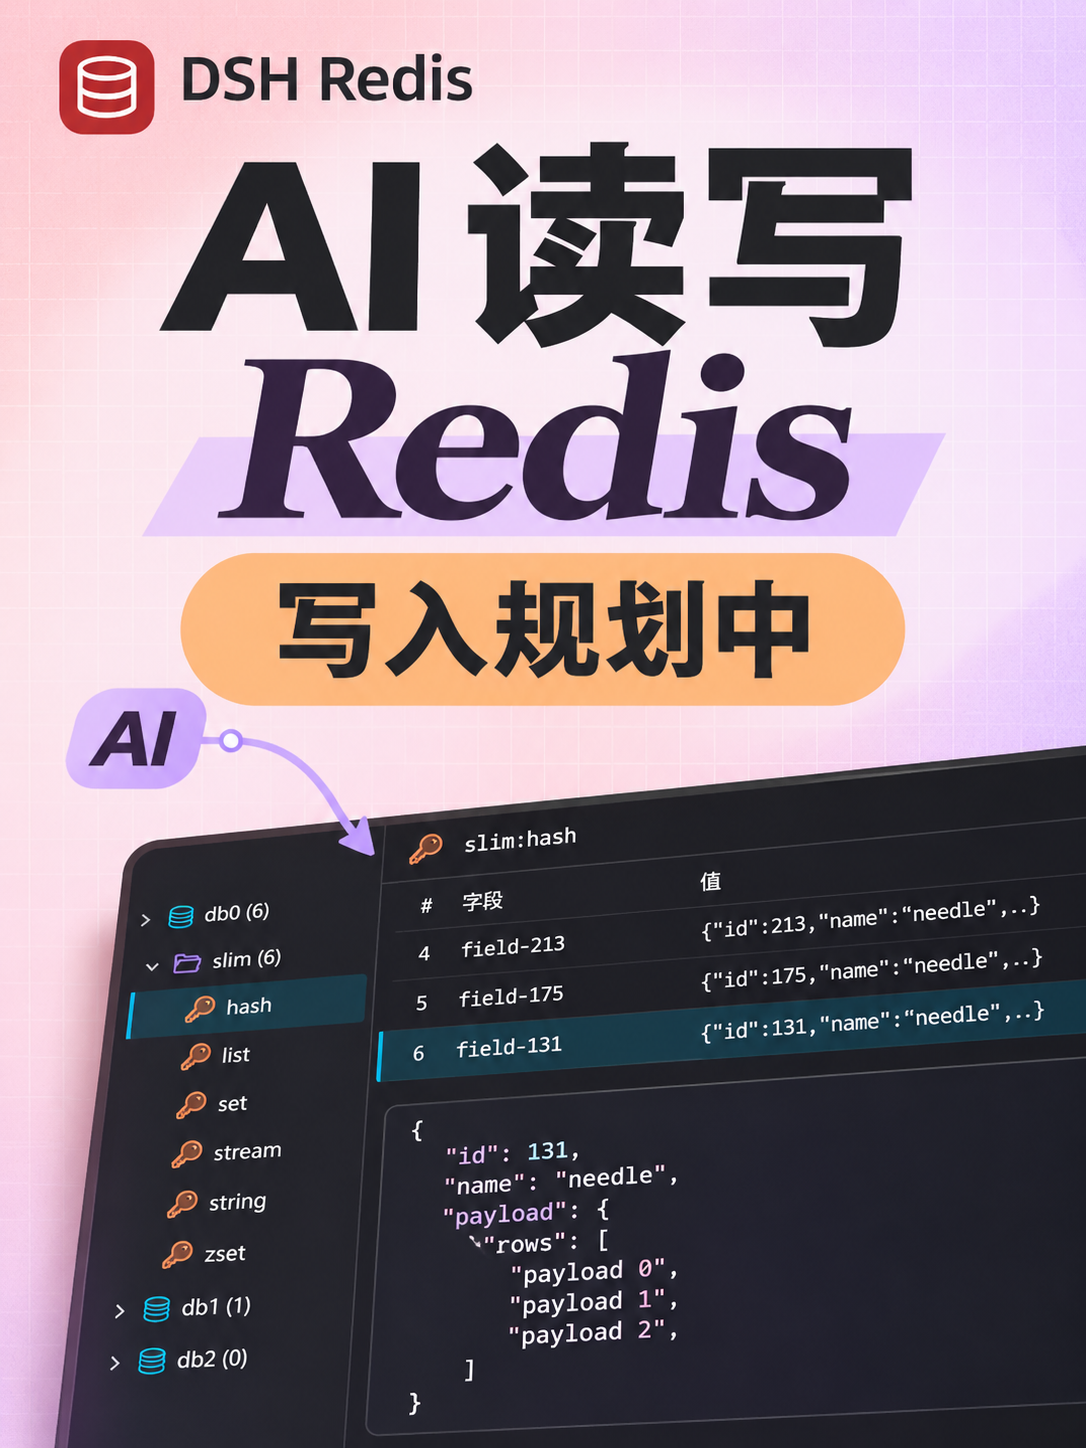 DSH Redis
AI 读写
Redis
写入规划中
AI
db0 (6)
slim (6)
hash
list
set
stream
string
zset
db1 (1)
db2 (0)
slim:hash
# 字段 值
4 field-213 {"id":213,"name":“needle",..}
5 field-175 {"id":175,"name":“needle",..}
6 field-131 {"id":131,"name":“needle",..}
{
"id": 131,
"name": "needle",
"payload": {
"rows": [
"payload 0",
"payload 1",
"payload 2",
]
}